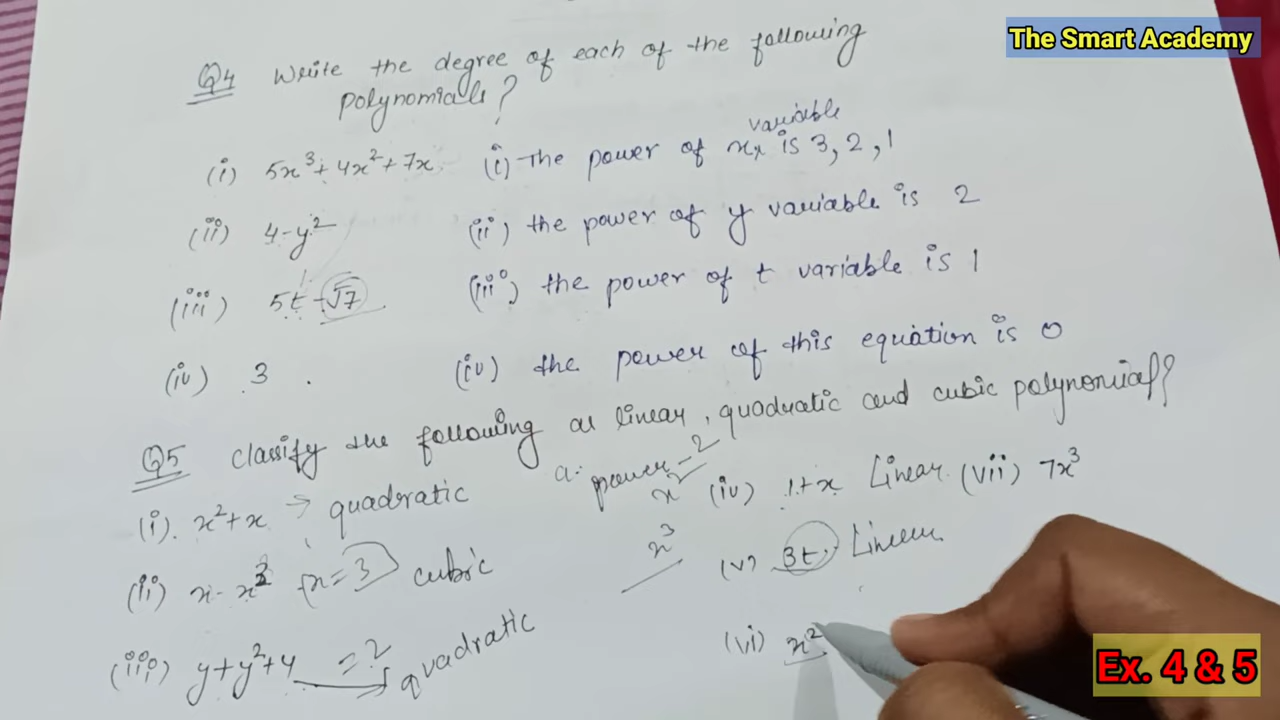 The Smart Academy
Q4 Write the degree of each of the following
polynomials?
variable
(i) 5x³+4x²+7x (i) The power of x, is 3, 2, 1
(ii) 4-y² (ii) the power of y variable is 2
(iii) 5t-√7 (iii) the power of t variable is 1
(iv) 3 . (iv) the power of this equation is 0
Q5 Classify the following as linear, quadratic and cubic polynomial?
a. power-2
(i). x²+x → quadratic x² (iv) 1+x Linear (vii) 7x³
(ii) x-x³ (x=3) cubic x³ (v) 3t, Linear
(iii) y+y²+4 =2 quadratic (vi) x²
Ex. 4 & 5